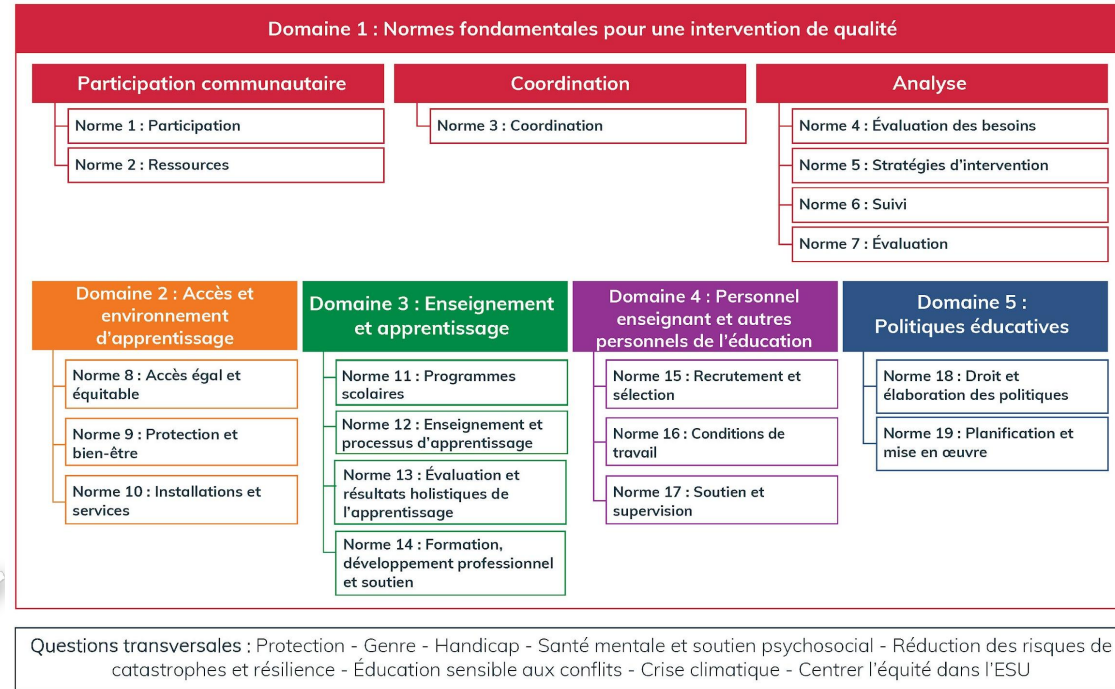 Domaine 1 : Normes fondamentales pour une intervention de qualité
Participation communautaire
Norme 1 : Participation
Norme 2 : Ressources
Coordination
Norme 3 : Coordination
Analyse
Norme 4 : Évaluation des besoins
Norme 5 : Stratégies d'intervention
Norme 6 : Suivi
Norme 7 : Évaluation
Domaine 2 : Accès et
environnement
d'apprentissage
Norme 8 : Accès égal et
équitable
Norme 9 : Protection et
bien-être
Norme 10 : Installations et
services
Domaine 3 : Enseignement
et apprentissage
Norme 11 : Programmes
scolaires
Norme 12 : Enseignement et
processus d'apprentissage
Norme 13 : Évaluation et
résultats holistiques de
l'apprentissage
Norme 14 : Formation,
développement professionnel
et soutien
Domaine 4 : Personnel
enseignant et autres
personnels de l'éducation
Norme 15 : Recrutement et
sélection
Norme 16 : Conditions de
travail
Norme 17 : Soutien et
supervision
Domaine 5 :
Politiques éducatives
Norme 18 : Droit et
élaboration des politiques
Norme 19 : Planification et
mise en œuvre
Questions transversales : Protection - Genre - Handicap - Santé mentale et soutien psychosocial - Réduction des risques de
catastrophes et résilience - Éducation sensible aux conflits - Crise climatique - Centrer l'équité dans l'ESU